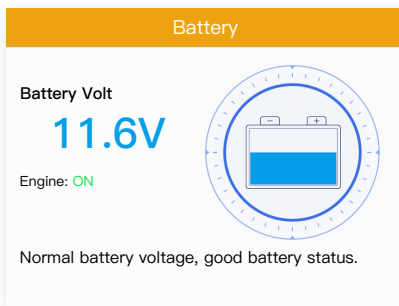 Battery
Battery Volt
11.6V
Engine: ON
- +
Normal battery voltage, good battery status.